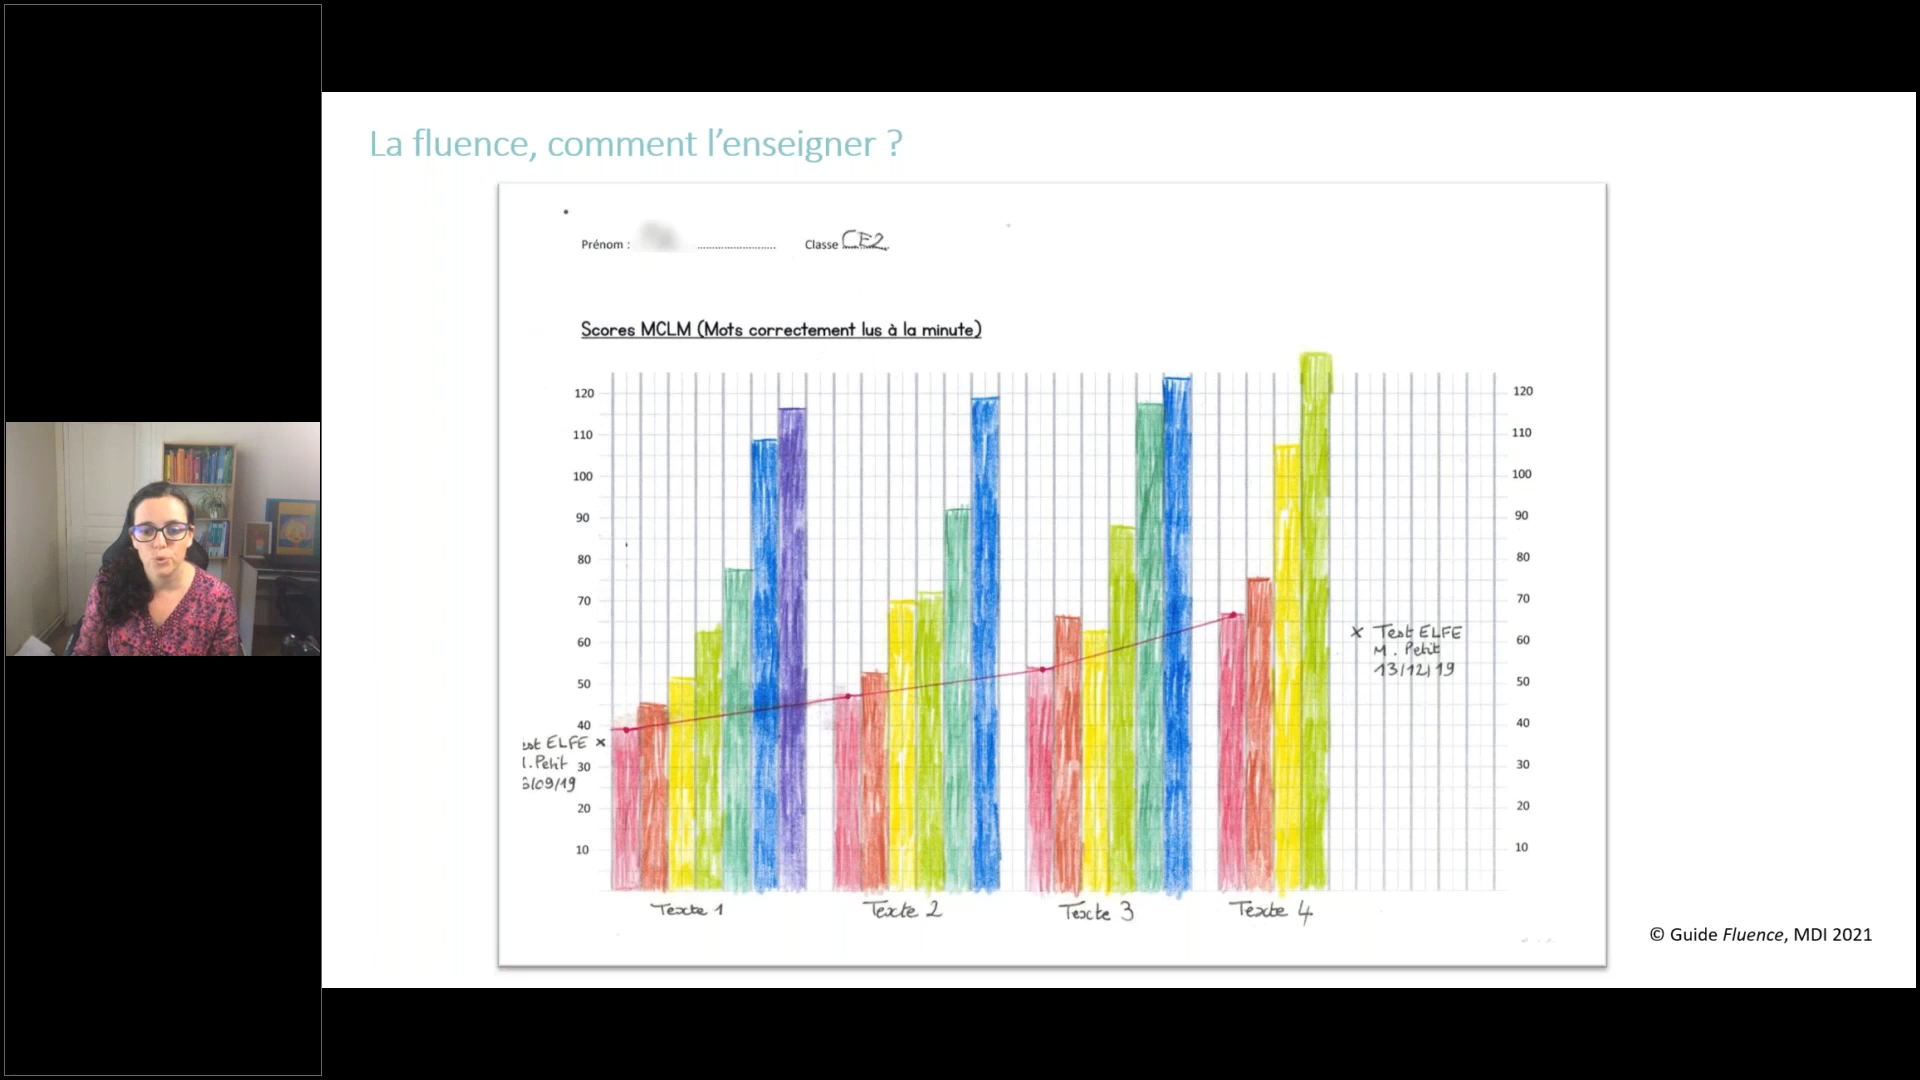 La fluence, comment l'enseigner ?
Prénom : ........................ Classe CE2
Scores MCLM (Mots correctement lus à la minute)
120 120
110 110
100 100
90 90
80 80
70 70
60 60
50 50
40 40
30 30
20 20
10 10
x Test ELFE
M. Petit
13/12/19
est ELFE x
. Petit
/09/19
Texte 1
Texte 2
Texte 3
Texte 4
© Guide Fluence, MDI 2021